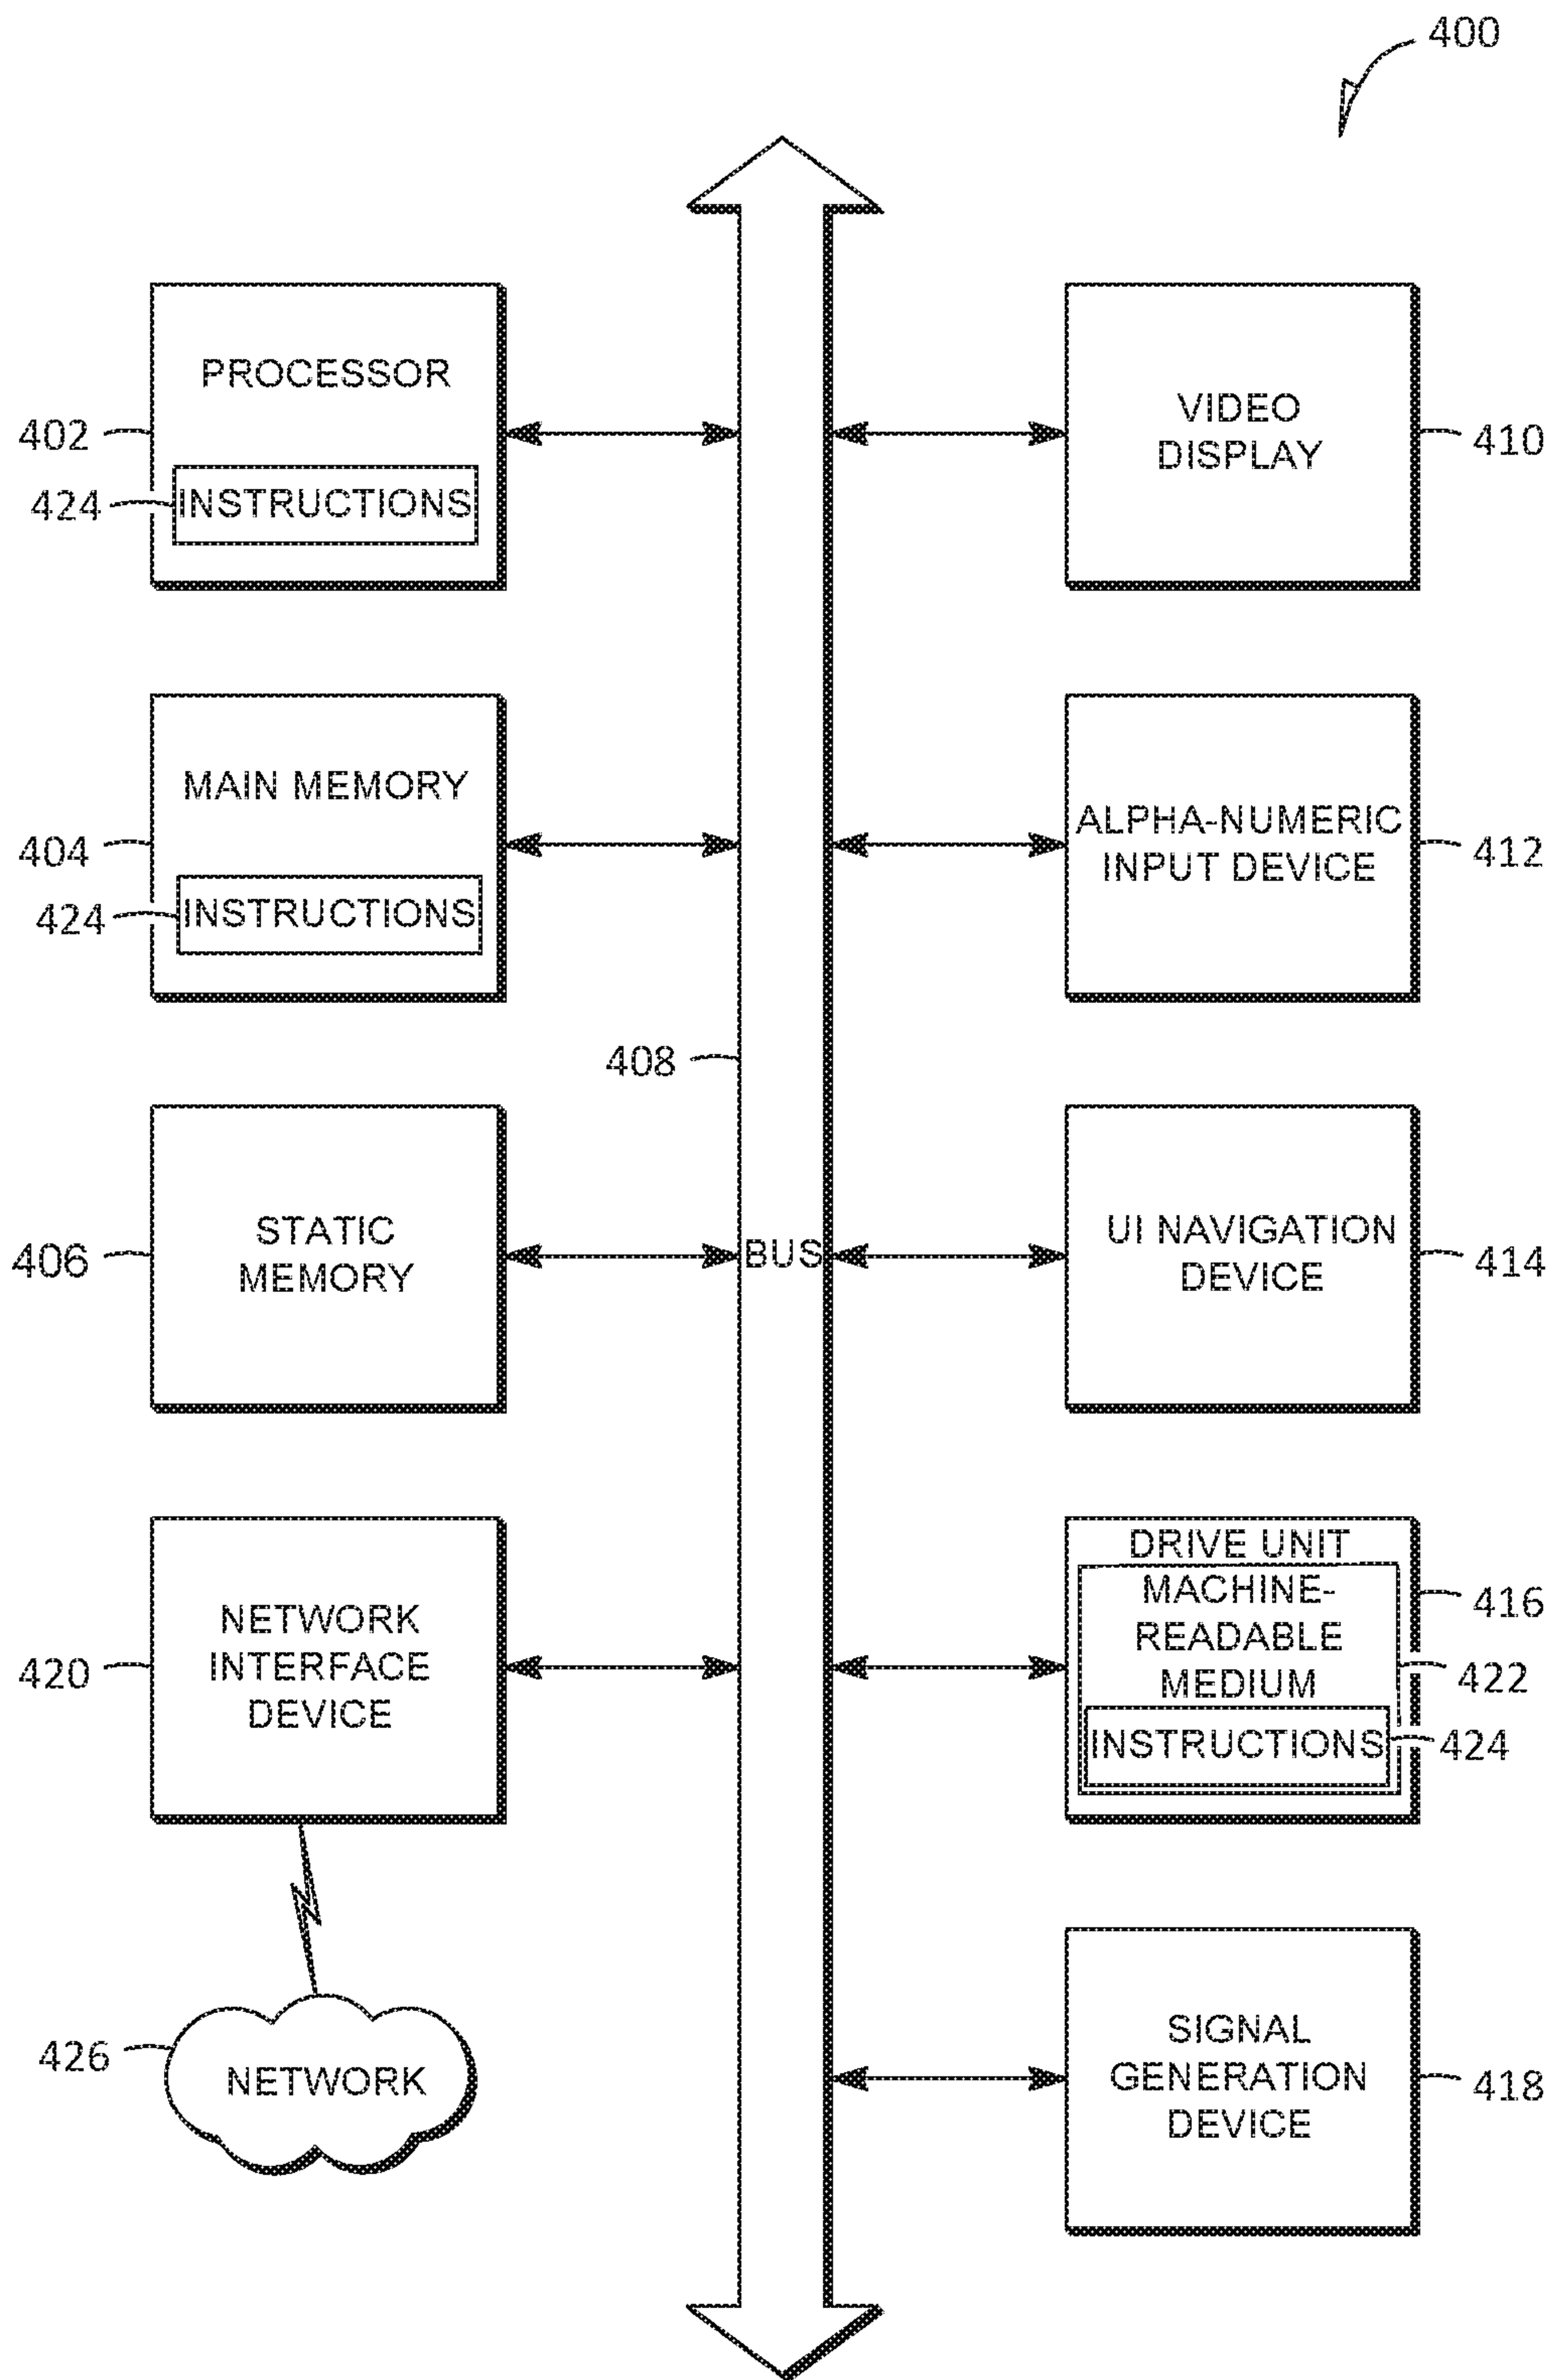 400
PROCESSOR
402
424
INSTRUCTIONS
VIDEO
DISPLAY
410
MAIN MEMORY
404
424
INSTRUCTIONS
ALPHA-NUMERIC
INPUT DEVICE
412
408
BUS
STATIC
MEMORY
406
UI NAVIGATION
DEVICE
414
NETWORK
INTERFACE
DEVICE
420
DRIVE UNIT
MACHINE-
READABLE
MEDIUM
INSTRUCTIONS
416
422
424
426
NETWORK
SIGNAL
GENERATION
DEVICE
418